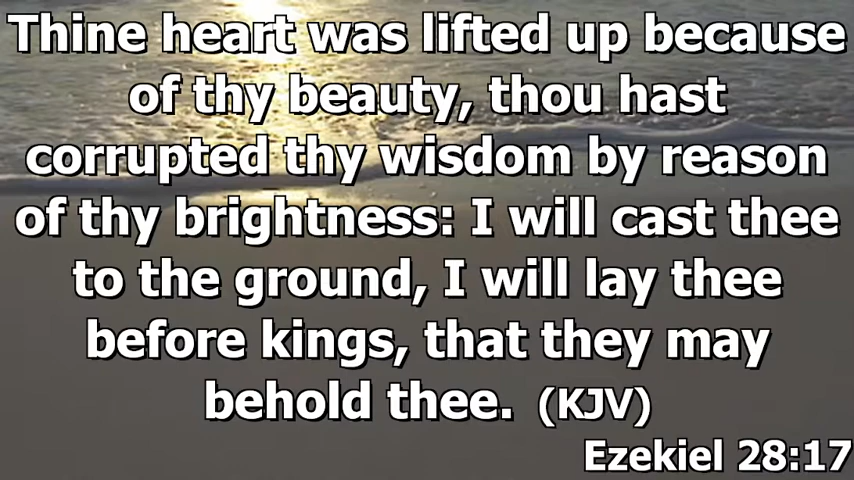 Thine heart was lifted up because
of thy beauty, thou hast
corrupted thy wisdom by reason
of thy brightness: I will cast thee
to the ground, I will lay thee
before kings, that they may
behold thee. (KJV)
Ezekiel 28:17